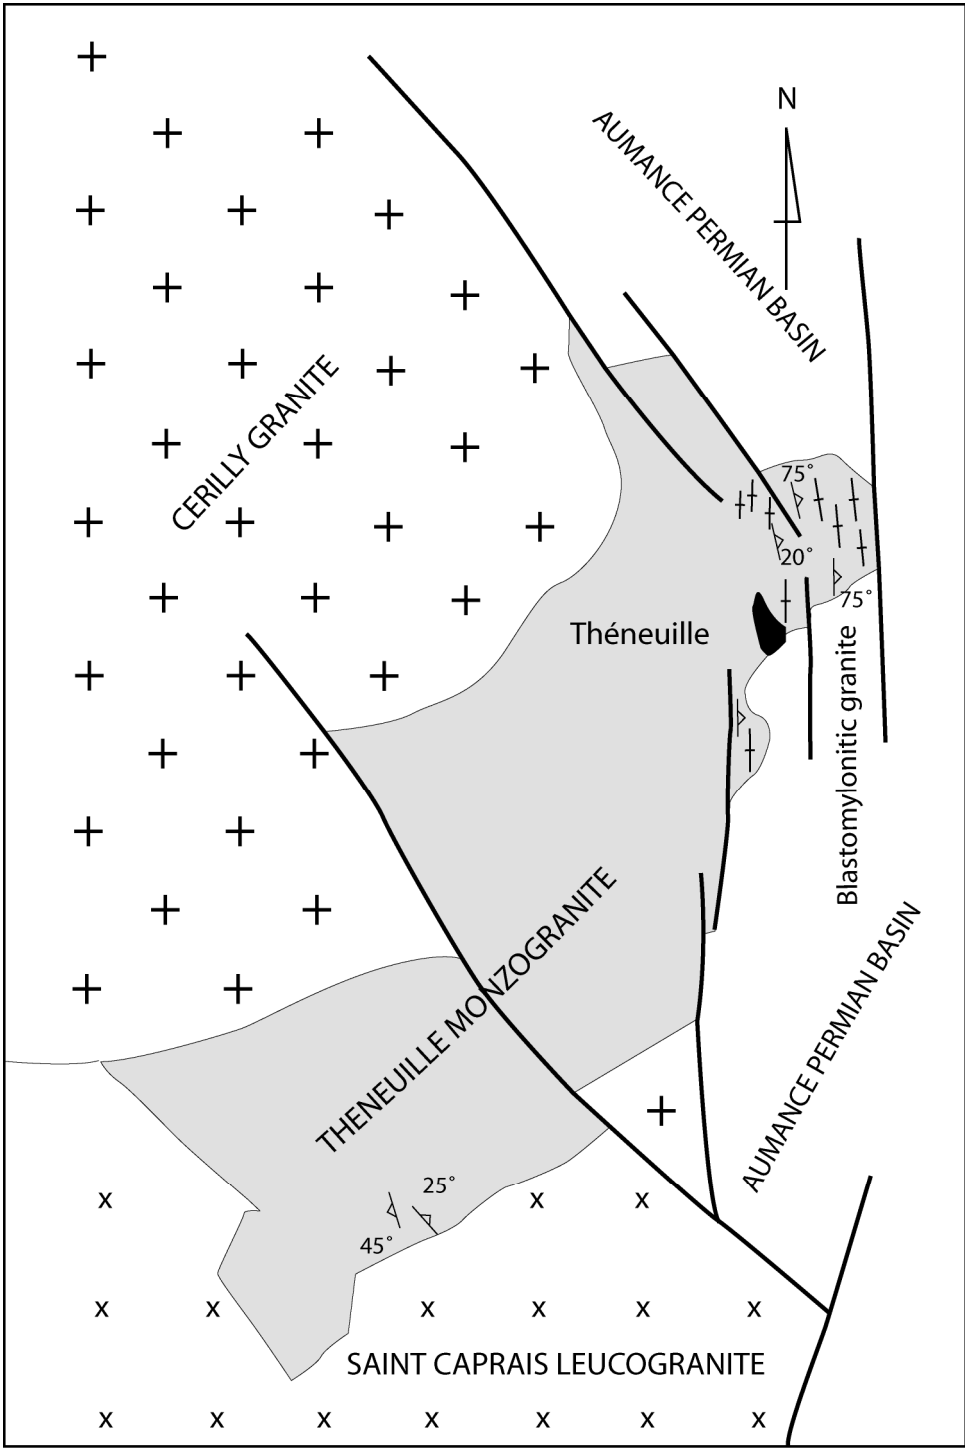 N
AUMANCE PERMIAN BASIN
CERILLY GRANITE
75°
20°
75°
Théneuille
Blastomylonitic granite
THENEUILLE MONZOGRANITE
AUMANCE PERMIAN BASIN
25°
45°
SAINT CAPRAIS LEUCOGRANITE